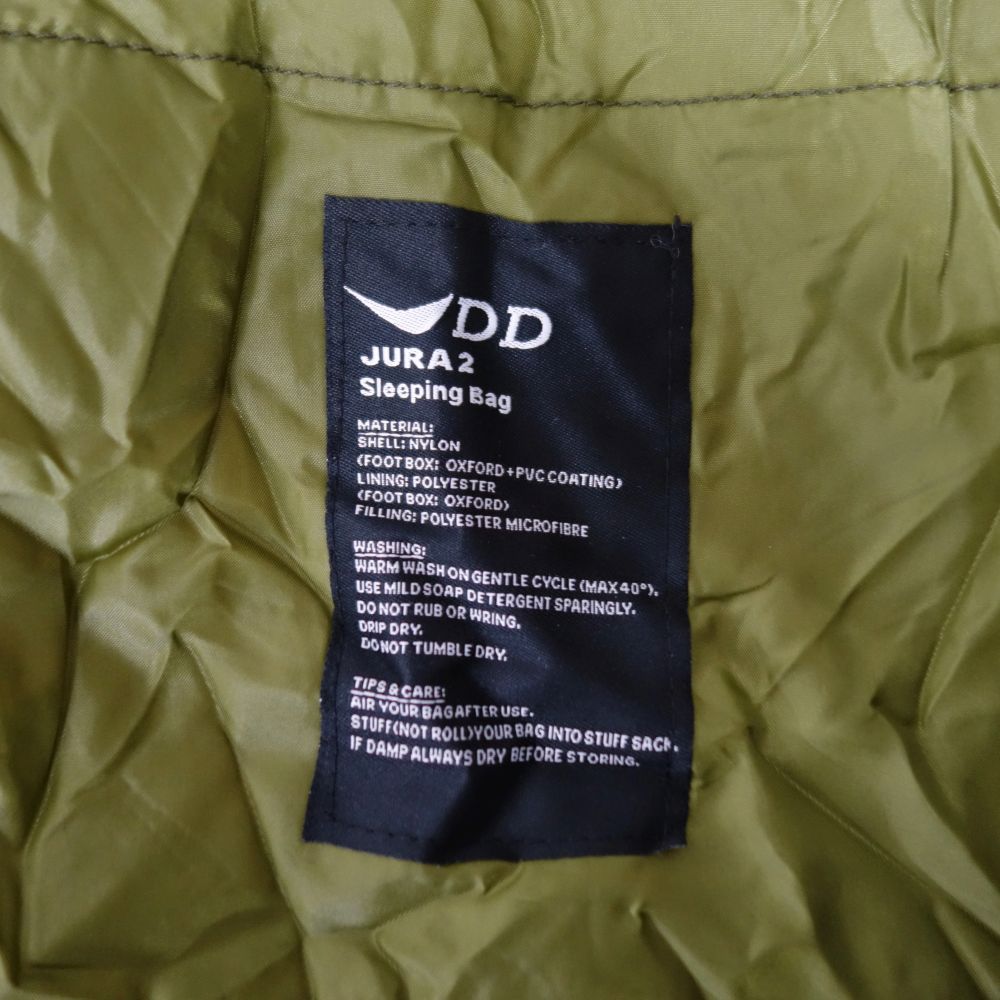 DD
JURA 2
Sleeping Bag
MATERIAL:
SHELL: NYLON
(FOOT BOX: OXFORD+PVC COATING)
LINING: POLYESTER
(FOOT BOX: OXFORD)
FILLING: POLYESTER MICROFIBRE
WASHING:
WARM WASH ON GENTLE CYCLE (MAX 40°).
USE MILD SOAP DETERGENT SPARINGLY.
DO NOT RUB OR WRING.
DRIP DRY.
DO NOT TUMBLE DRY.
TIPS & CARE:
AIR YOUR BAG AFTER USE.
STUFF(NOT ROLL)YOUR BAG INTO STUFF SACK.
IF DAMP ALWAYS DRY BEFORE STORING.